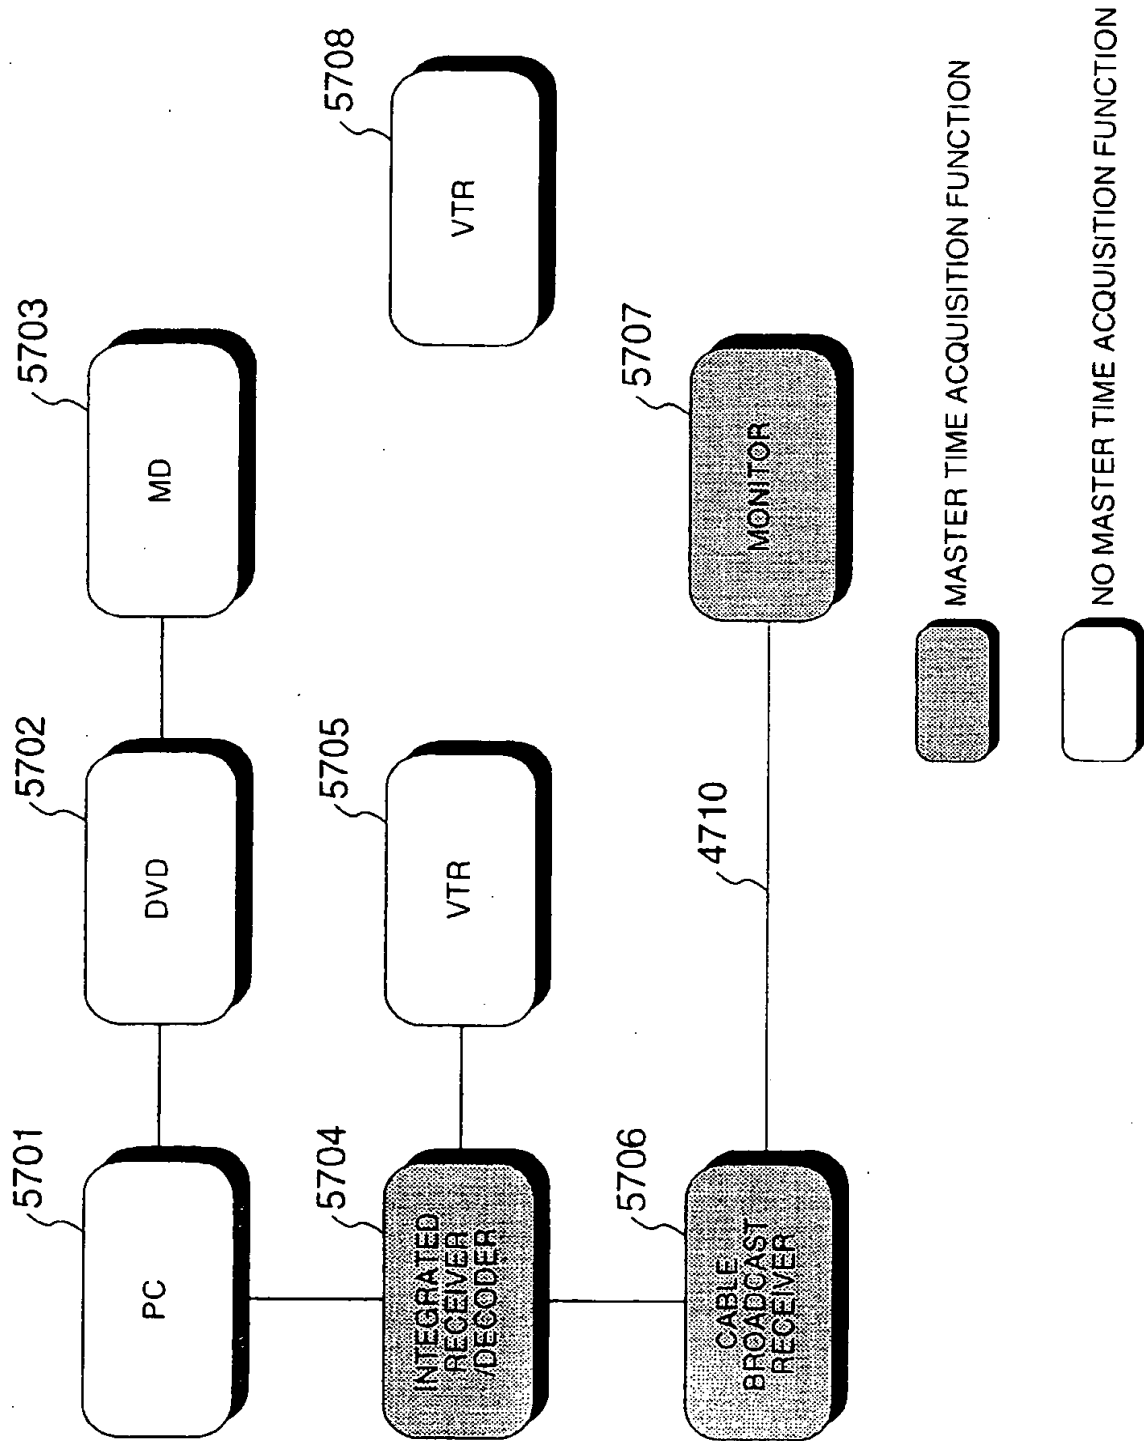 5701
PC
5702
DVD
5703
MD
5704
INTEGRATED
RECEIVER
/DECODER
5705
VTR
5708
VTR
5706
CABLE
BROADCAST
RECEIVER
4710
5707
MONITOR
MASTER TIME ACQUISITION FUNCTION
NO MASTER TIME ACQUISITION FUNCTION